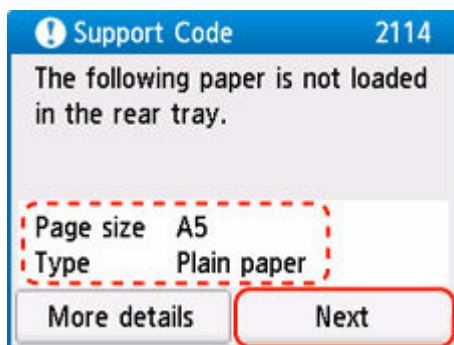 Support Code 2114
The following paper is not loaded
in the rear tray.
Page size A5
Type Plain paper
More details Next